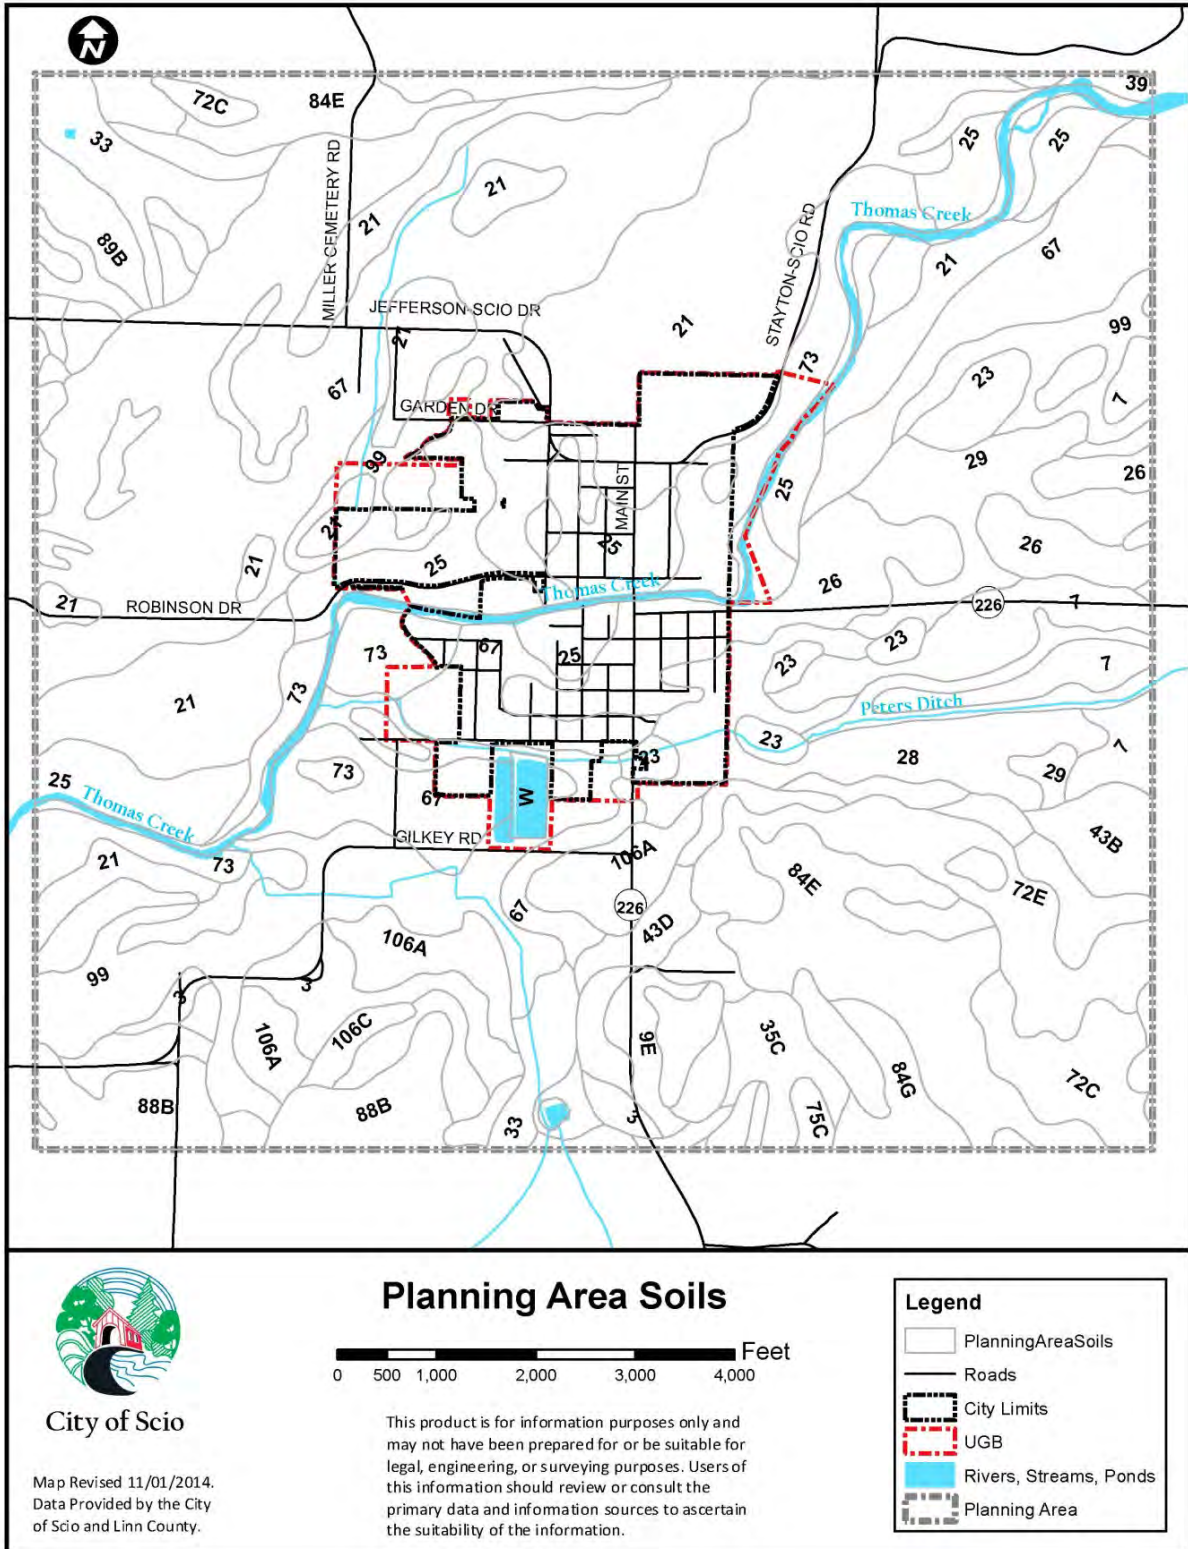 N
39
72C
84E
33
25
25
MILLER CEMETERY RD
21
21
Thomas Creek
STAYTON-SCIO RD
89B
21
67
JEFFERSON-SCIO DR
21
21
99
73
67
23
7
GARDEN D
99
29
26
MAIN ST
25
21
25
26
21
25
Thomas Creek
26
21
ROBINSON DR
226
7
67
73
25
23
23
7
73
21
Peters Ditch
23
23
7
28
73
29
25
Thomas Creek
67
W
43B
GILKEY RD
21
73
106A
84E
72E
67
226
43D
106A
99
3
3
106A
106C
9E
35C
84G
72C
88B
88B
33
3
75C
Planning Area Soils
Feet
0 500 1,000 2,000 3,000 4,000
City of Scio
Map Revised 11/01/2014.
Data Provided by the City
of Scio and Linn County.
This product is for information purposes only and
may not have been prepared for or be suitable for
legal, engineering, or surveying purposes. Users of
this information should review or consult the
primary data and information sources to ascertain
the suitability of the information.
Legend
PlanningAreaSoils
Roads
City Limits
UGB
Rivers, Streams, Ponds
Planning Area